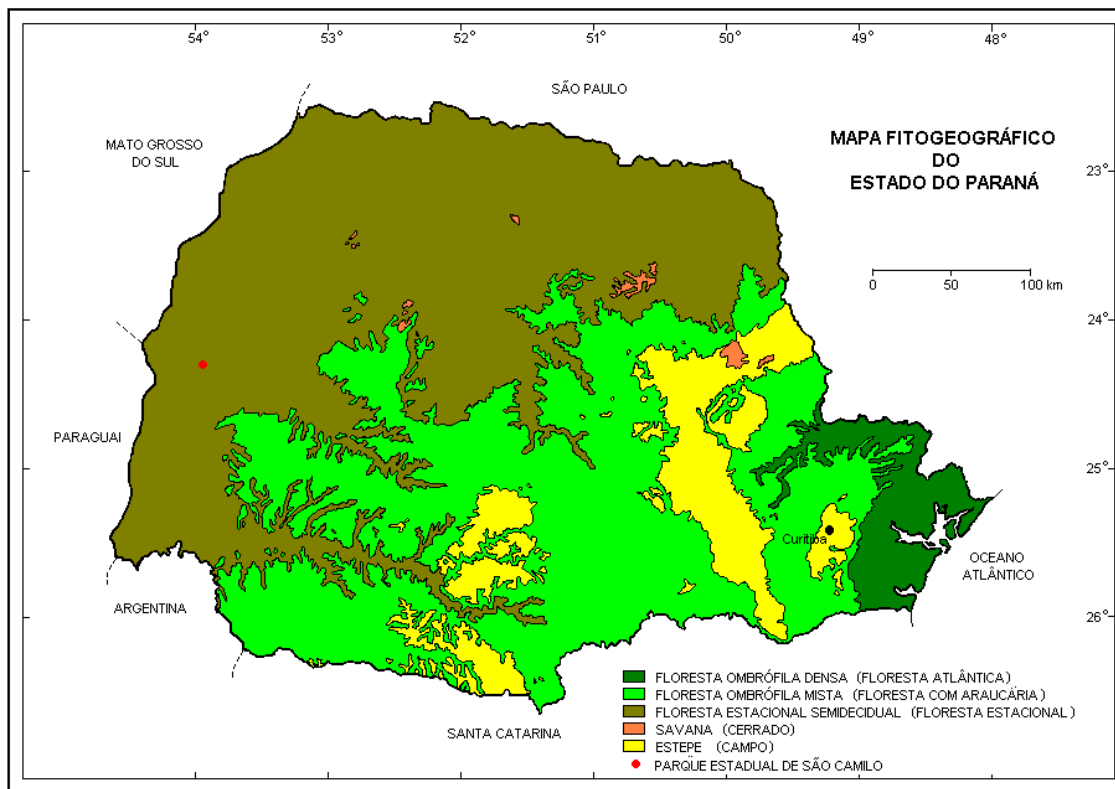 54° 53° 52° 51° 50° 49° 48°
SÃO PAULO
MATO GROSSO
DO SUL
MAPA FITOGEOGRÁFICO
DO
ESTADO DO PARANÁ
23°
0 50 100 km
24°
PARAGUAI
25°
Curitiba
OCEANO
ATLÂNTICO
ARGENTINA
26°
FLORESTA OMBRÓFILA DENSA (FLORESTA ATLÂNTICA)
FLORESTA OMBRÓFILA MISTA (FLORESTA COM ARAUCÁRIA)
FLORESTA ESTACIONAL SEMIDECIDUAL (FLORESTA ESTACIONAL)
SAVANA (CERRADO)
ESTEPE (CAMPO)
PARQUE ESTADUAL DE SÃO CAMILO
SANTA CATARINA